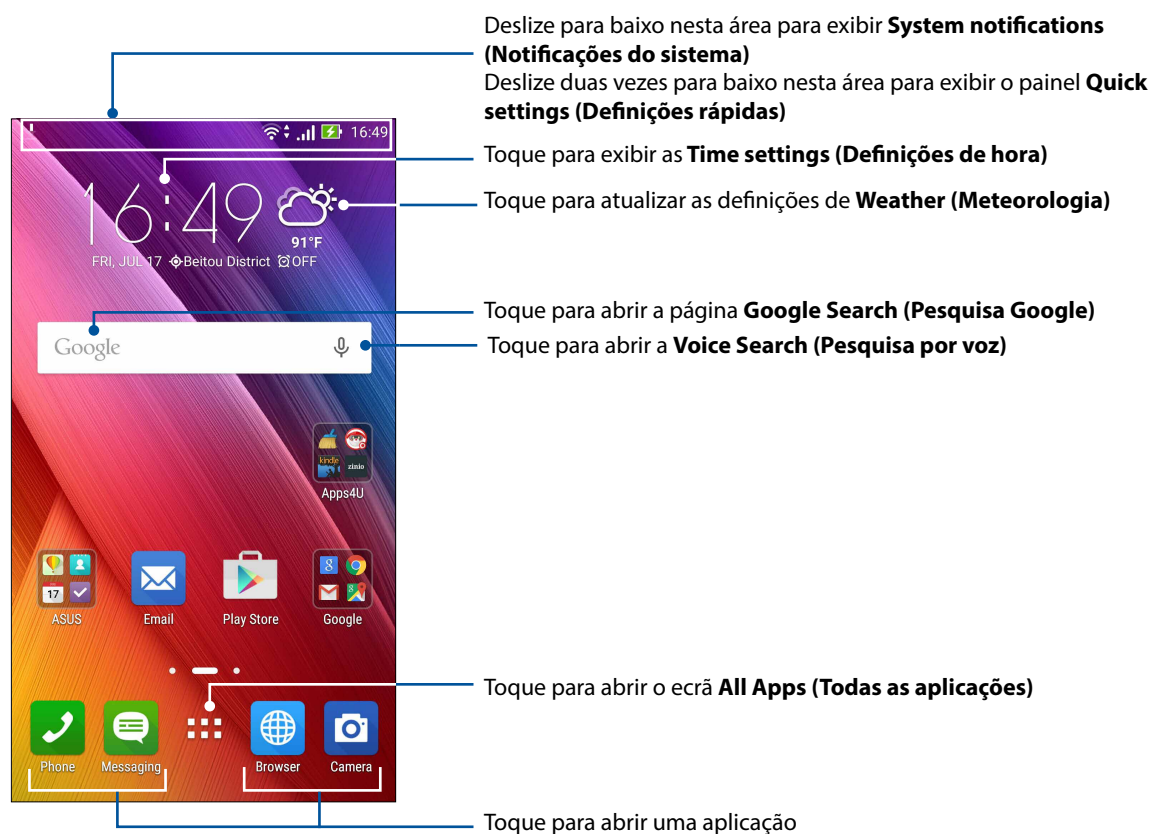 Deslize para baixo nesta área para exibir System notifications
(Notificações do sistema)
Deslize duas vezes para baixo nesta área para exibir o painel Quick
settings (Definições rápidas)
16:49
Toque para exibir as Time settings (Definições de hora)
Toque para atualizar as definições de Weather (Meteorologia)
16:49
91°F
FRI, JUL 17 Beitou District OFF
Toque para abrir a página Google Search (Pesquisa Google)
Google
Toque para abrir a Voice Search (Pesquisa por voz)
kindle zinio
Apps4U
8
17
ASUS Email Play Store Google
Toque para abrir o ecrã All Apps (Todas as aplicações)
Phone Messaging Browser Camera
Toque para abrir uma aplicação